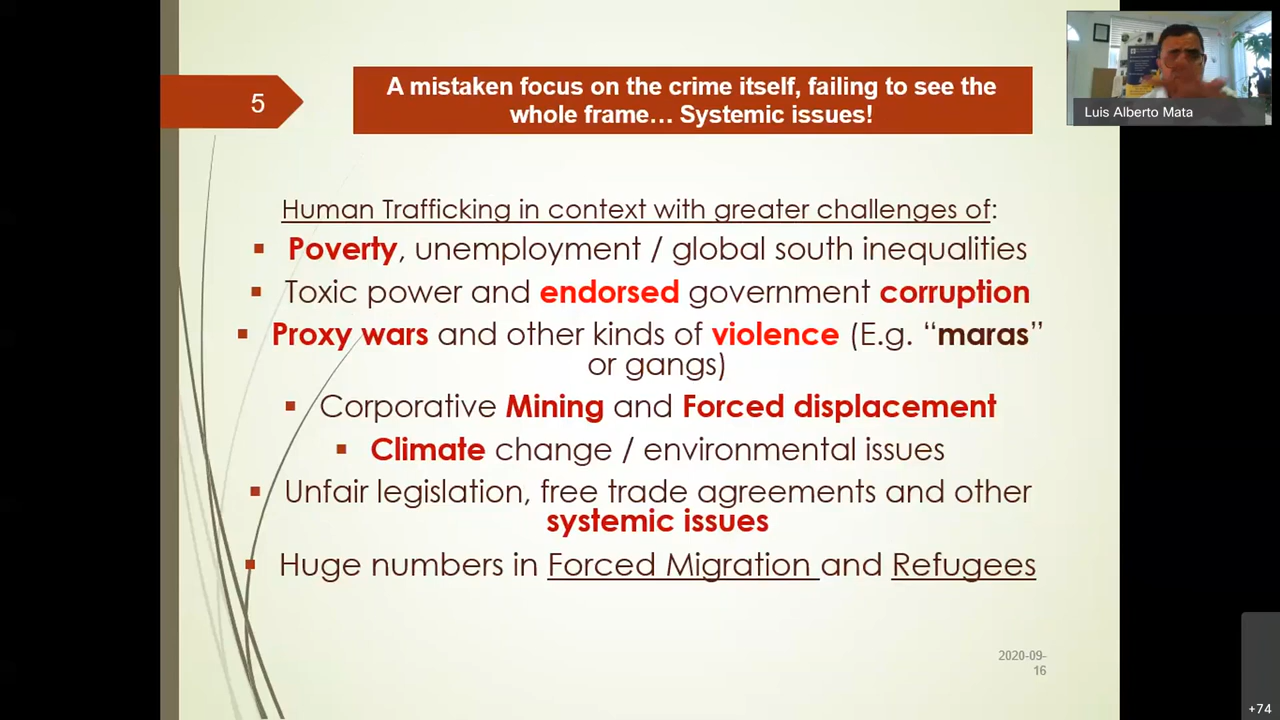 5
A mistaken focus on the crime itself, failing to see the
whole frame… Systemic issues!
Luis Alberto Mata
Human Trafficking in context with greater challenges of:
▪ Poverty, unemployment / global south inequalities
▪ Toxic power and endorsed government corruption
▪ Proxy wars and other kinds of violence (E.g. “maras”
or gangs)
▪ Corporative Mining and Forced displacement
▪ Climate change / environmental issues
▪ Unfair legislation, free trade agreements and other
systemic issues
▪ Huge numbers in Forced Migration and Refugees
2020-09-
16
+74